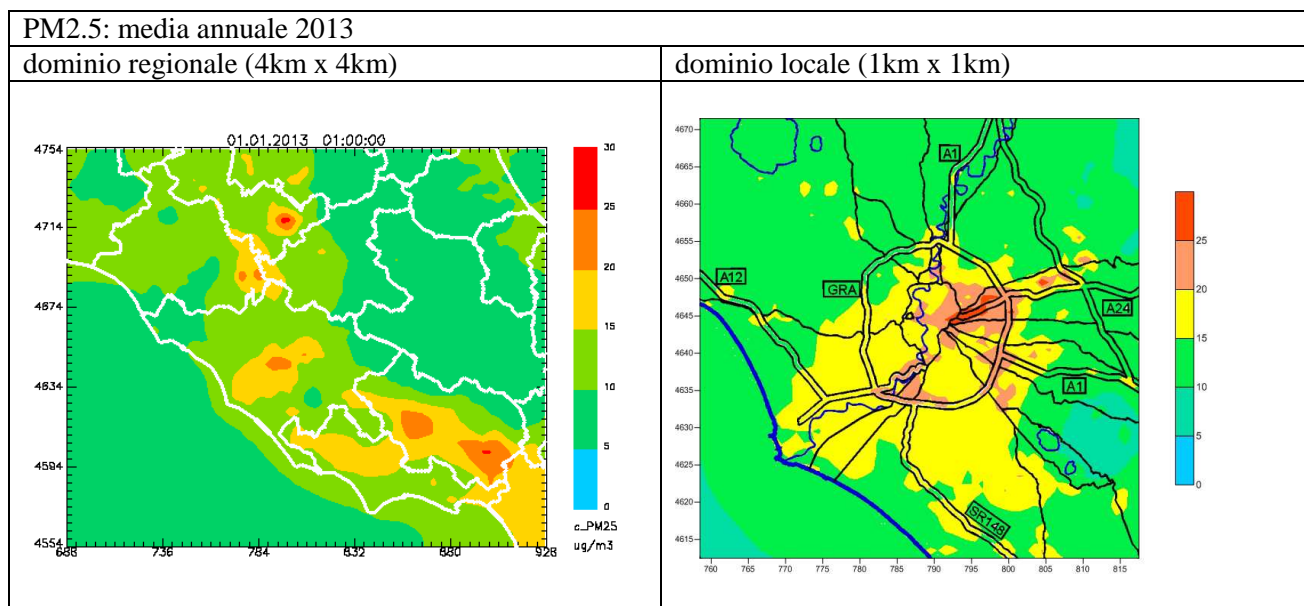 PM2.5: media annuale 2013
dominio regionale (4km x 4km)
dominio locale (1km x 1km)
01.01.2013 01:00:00
4754
4714
4674
4634
4594
4554
688 736 784 832 880 928
30
25
20
15
10
5
0
c_PM25
ug/m3
4670
4665
4660
4655
4650
4645
4640
4635
4630
4625
4620
4615
760 765 770 775 780 785 790 795 800 805 810 815
A1
A12
GRA
A24
A1
SR148
25
20
15
10
5
0